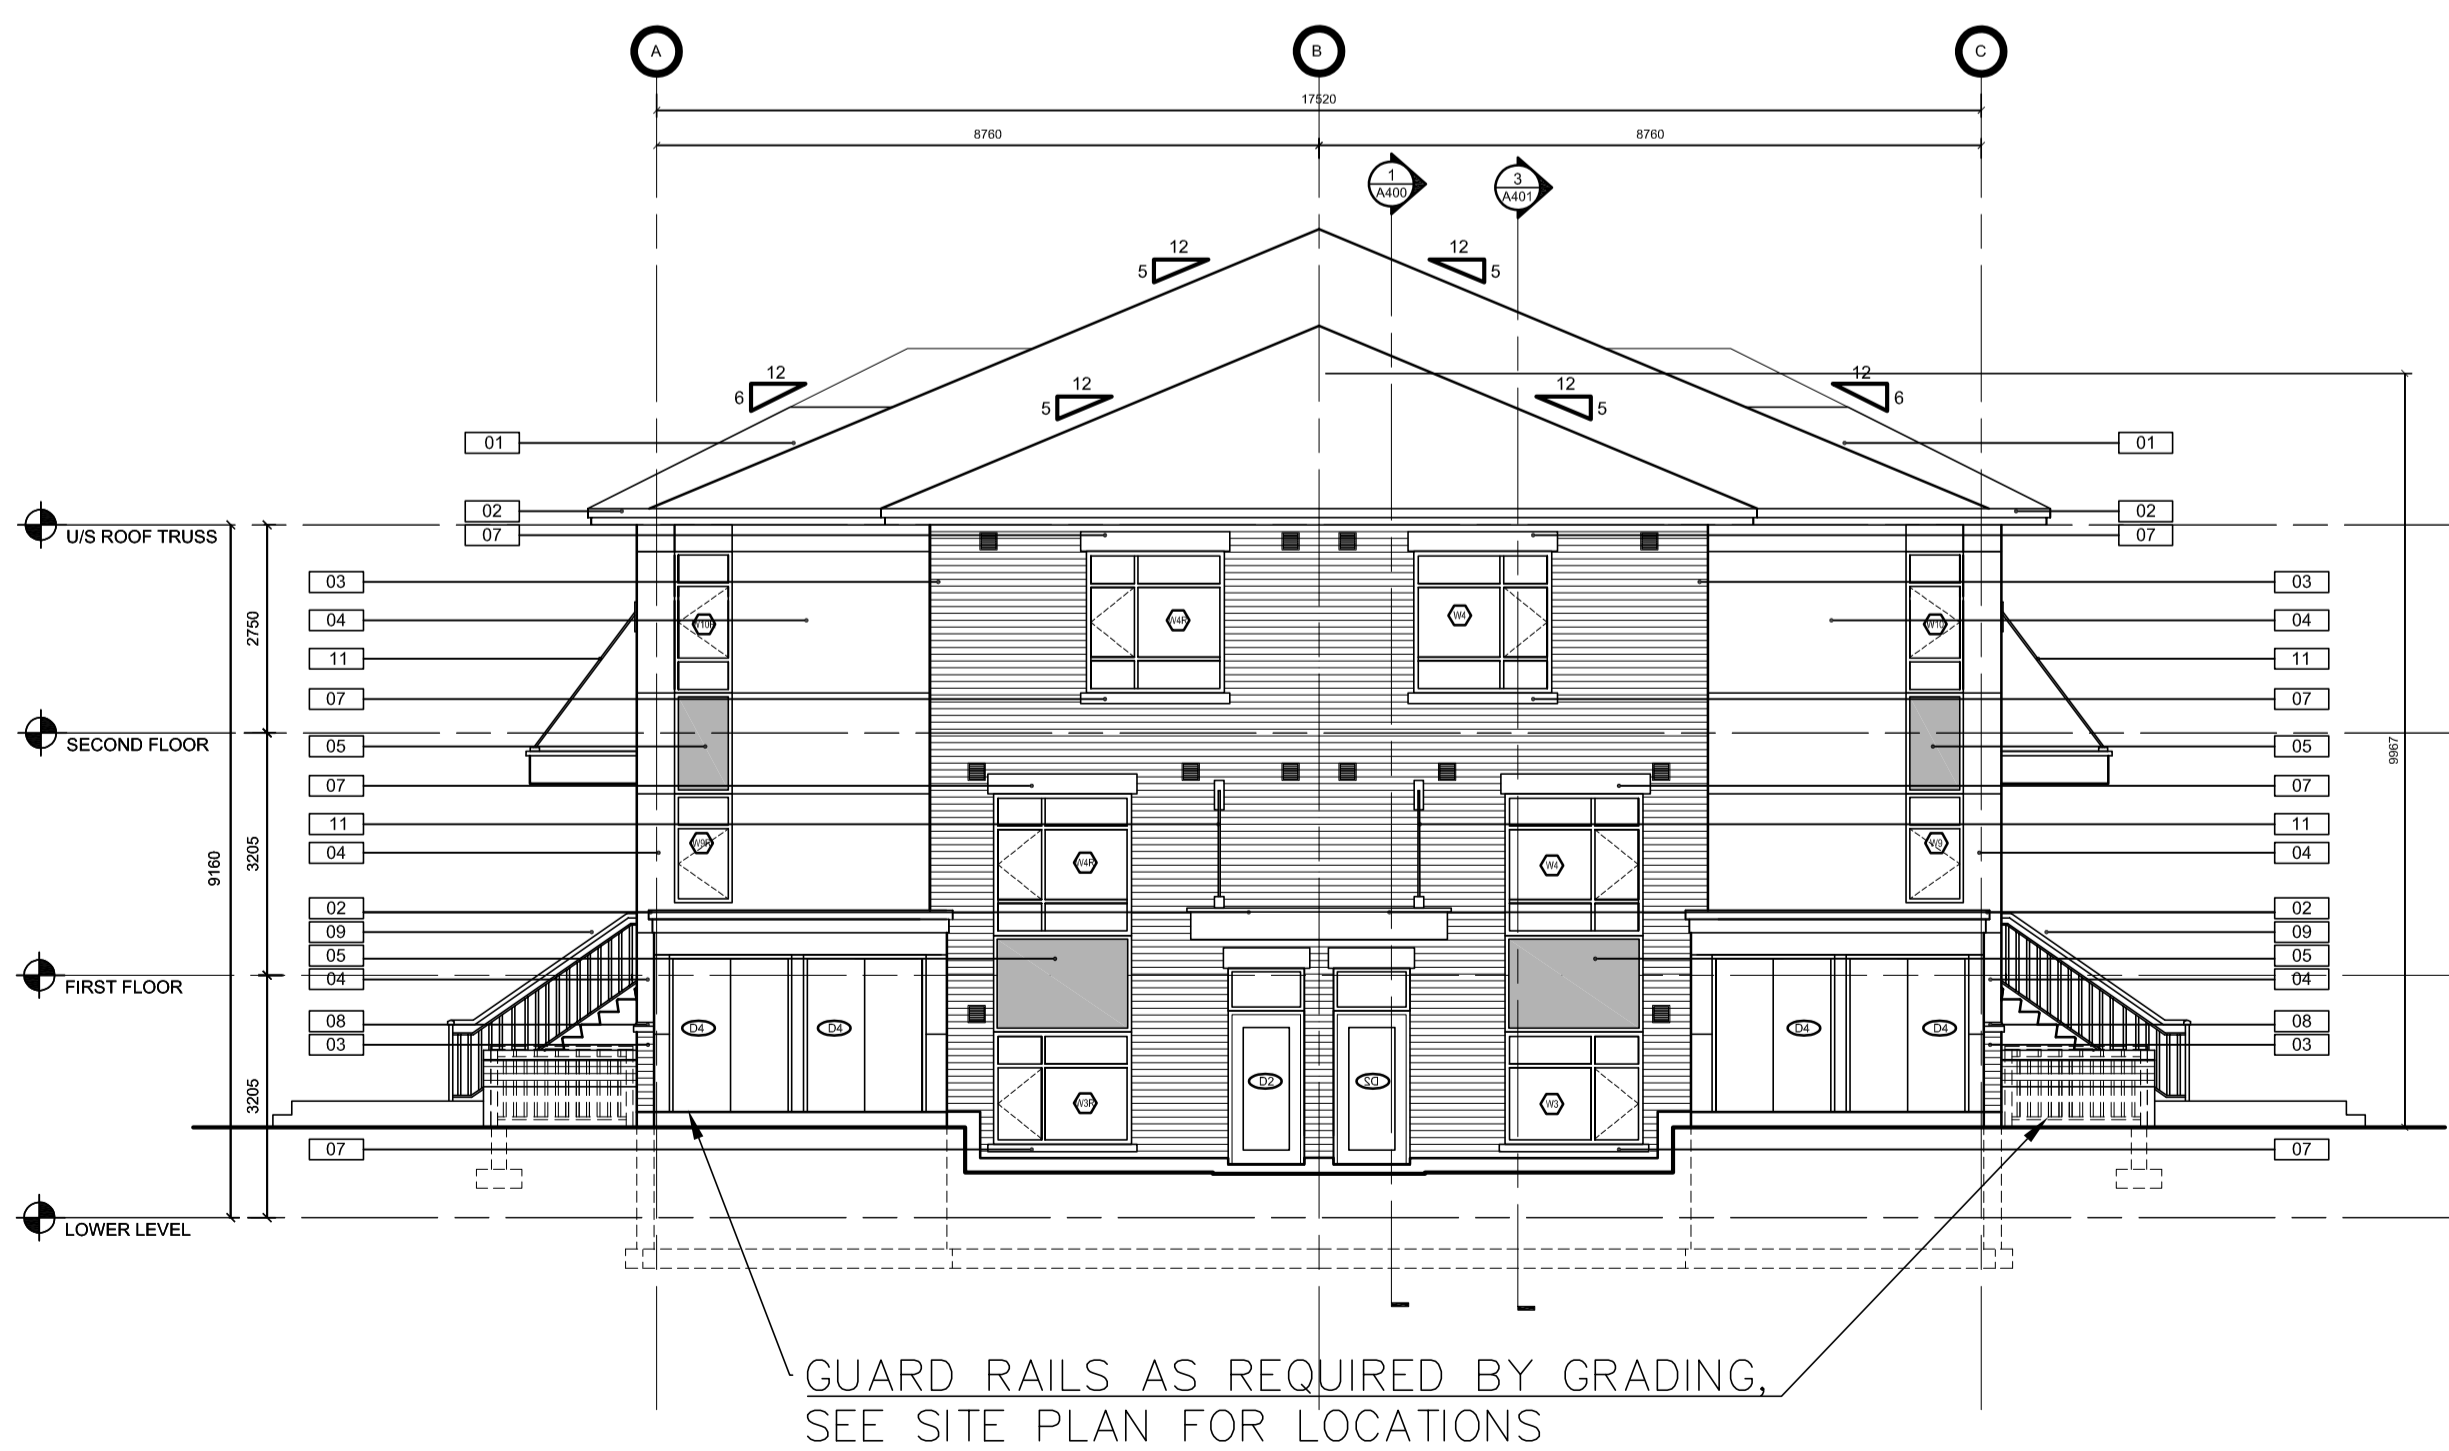 A B C
17520
8760 8760
1 3
A400 A401
12 12
5 5
12 12 12 12
6 5 5 6
01 01
02 02
U/S ROOF TRUSS
07 07
03 03
04 W10R W4R W4 W10 04
2750
11 11
07 07
SECOND FLOOR
05 05
9967
07 07
11 11
04 W9R W4R W4 W9 04
3205
9160
02 02
09 09
05 05
04 04
FIRST FLOOR
08 D4 D4 D4 D4 08
03 03
D2 D2
3205
W3R W3
07 07
LOWER LEVEL
GUARD RAILS AS REQUIRED BY GRADING,
SEE SITE PLAN FOR LOCATIONS